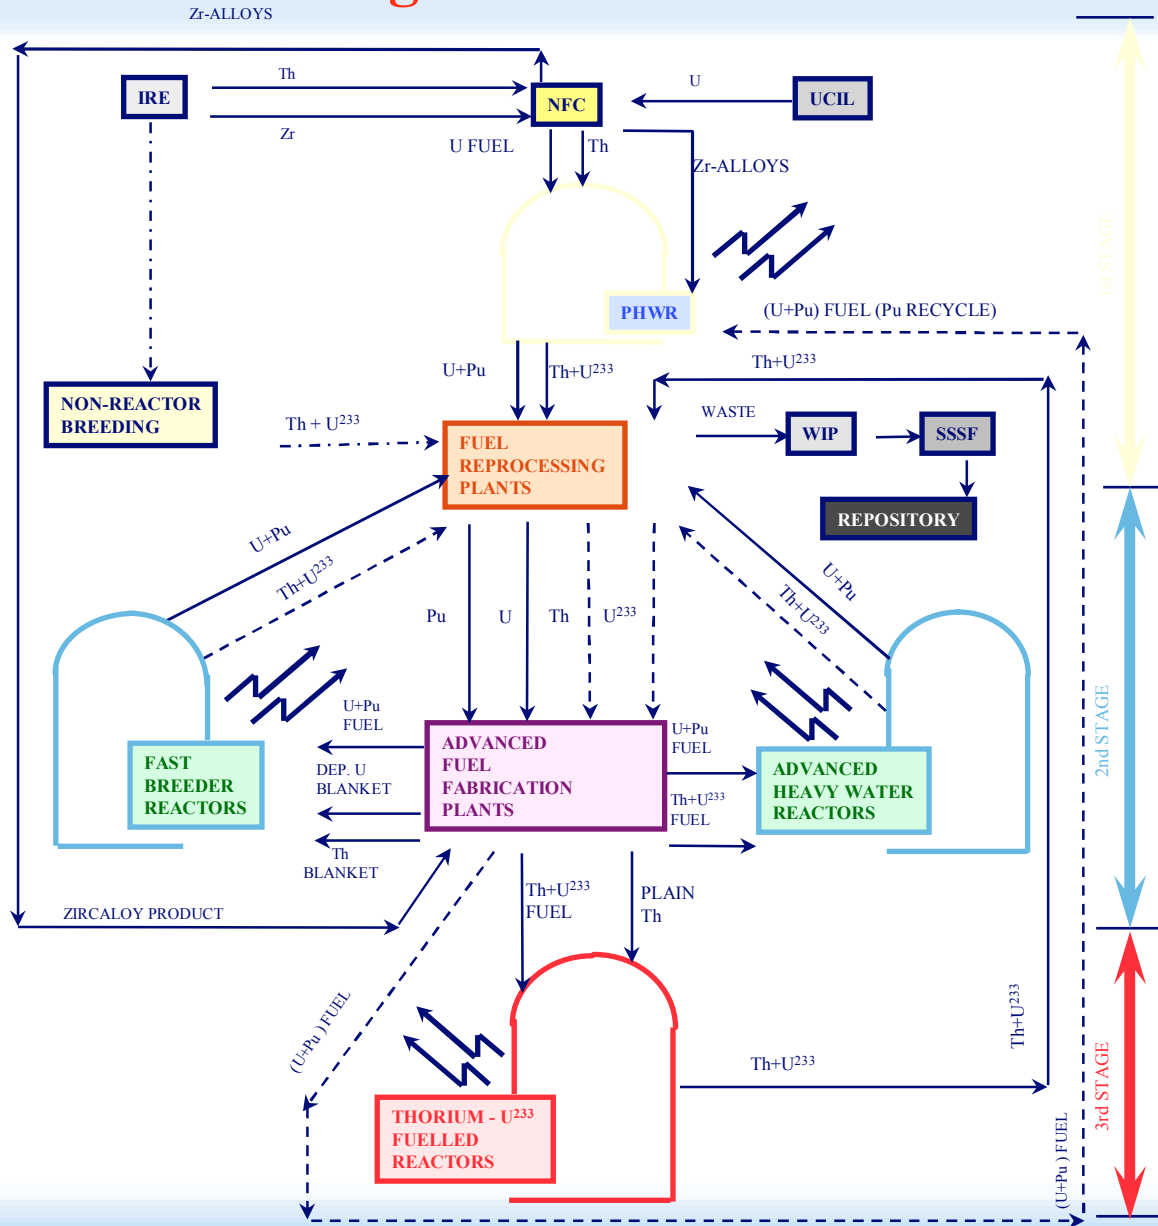 Zr-ALLOYS
IRE
Th
Zr
NFC
U
UCIL
U FUEL
Th
Zr-ALLOYS
1st STAGE
PHWR
(U+Pu) FUEL (Pu RECYCLE)
U+Pu
Th+U²³³
Th+U²³³
NON-REACTOR
BREEDING
Th + U²³³
FUEL
REPROCESSING
PLANTS
WASTE
WIP
SSSF
REPOSITORY
U+Pu
Th+U²³³
Pu
U
Th
U²³³
U+Pu
Th+U²³³
2nd STAGE
U+Pu
FUEL
DEP. U
BLANKET
Th
BLANKET
FAST
BREEDER
REACTORS
ADVANCED
FUEL
FABRICATION
PLANTS
U+Pu
FUEL
Th+U²³³
FUEL
ADVANCED
HEAVY WATER
REACTORS
ZIRCALOY PRODUCT
Th+U²³³
FUEL
PLAIN
Th
(U+Pu ) FUEL
Th+U²³³
Th+U²³³
3rd STAGE
THORIUM - U²³³
FUELLED
REACTORS
(U+Pu ) FUEL